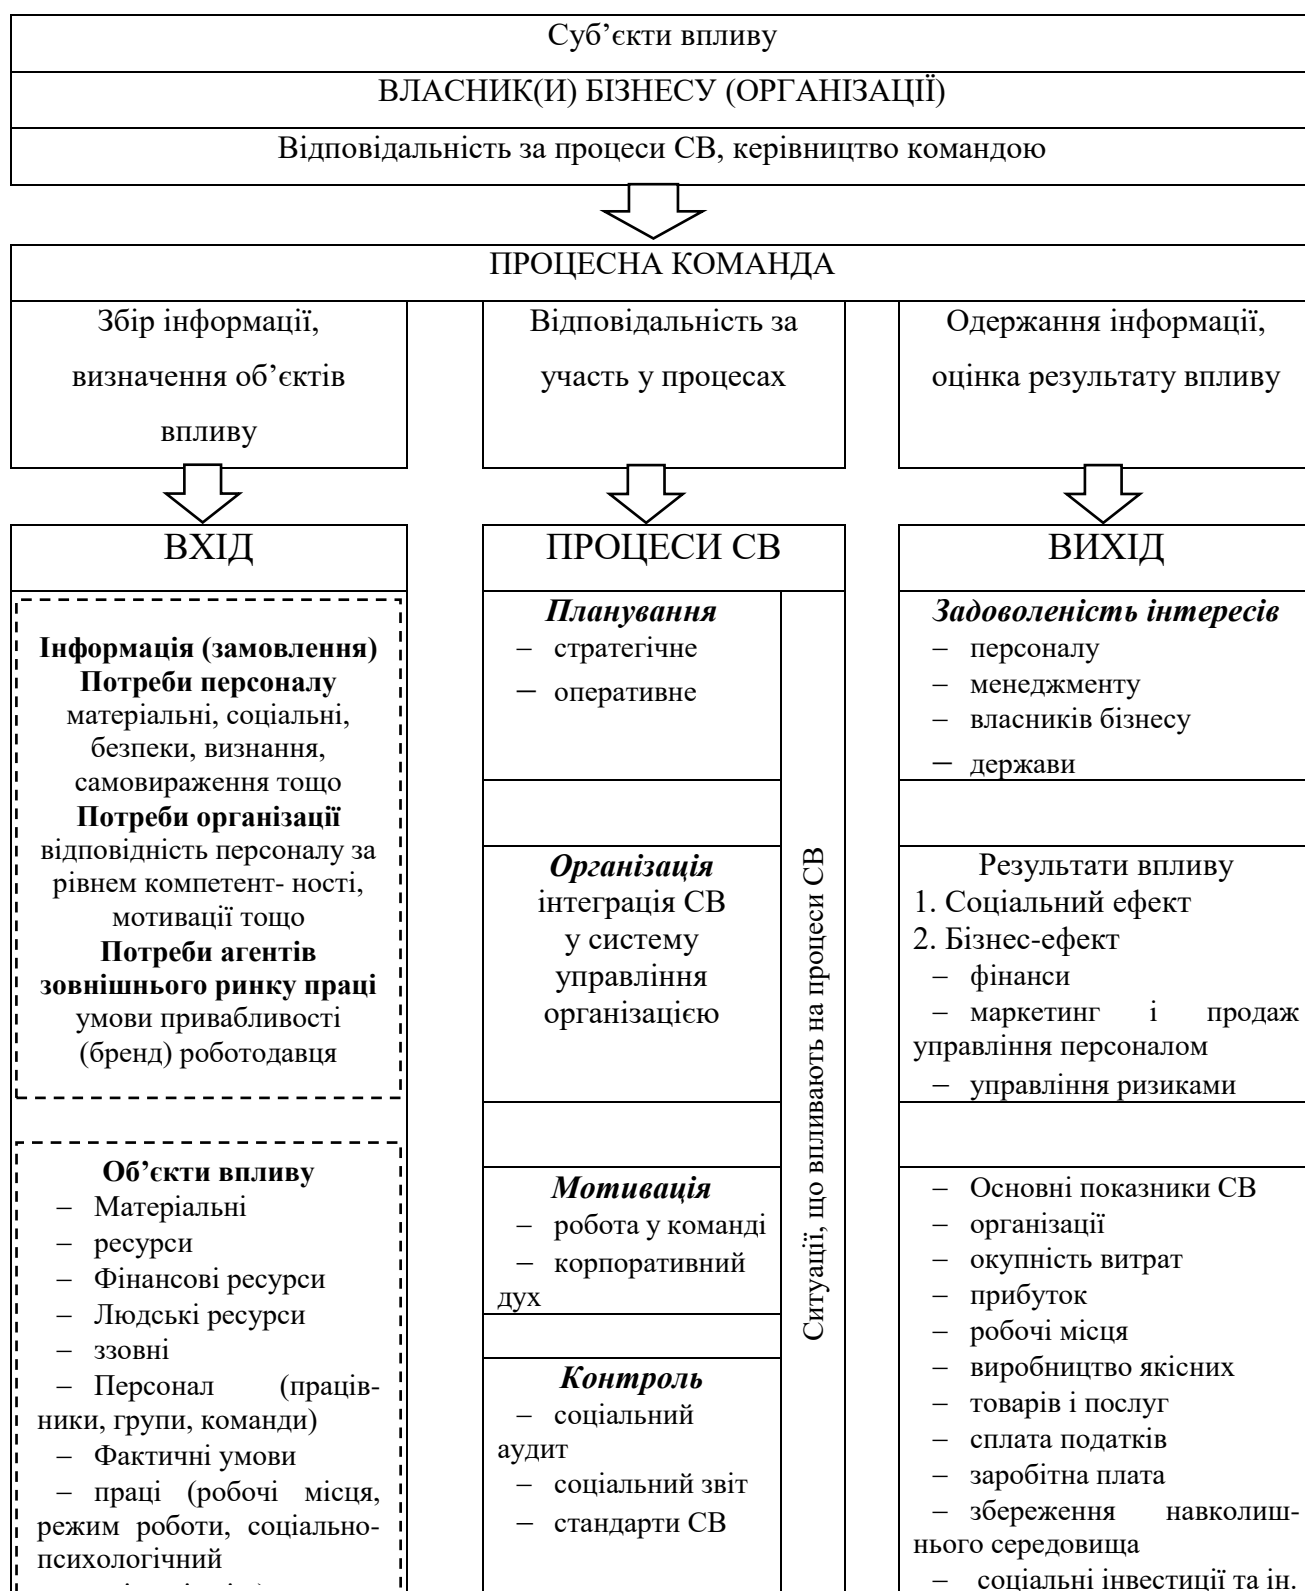 Суб’єкти впливу
ВЛАСНИК(И) БІЗНЕСУ (ОРГАНІЗАЦІЇ)
Відповідальність за процеси СВ, керівництво командою
ПРОЦЕСНА КОМАНДА
Збір інформації,
визначення об’єктів
впливу
Відповідальність за
участь у процесах
Одержання інформації,
оцінка результату впливу
ВХІД
Інформація (замовлення)
Потреби персоналу
матеріальні, соціальні,
безпеки, визнання,
самовираження тощо
Потреби організації
відповідність персоналу за
рівнем компетент- ності,
мотивації тощо
Потреби агентів
зовнішнього ринку праці
умови привабливості
(бренд) роботодавця
Об’єкти впливу
– Матеріальні
– ресурси
– Фінансові ресурси
– Людські ресурси
– ззовні
– Персонал (праців-
ники, групи, команди)
– Фактичні умови
– праці (робочі місця,
режим роботи, соціально-
психологічний
ПРОЦЕСИ СВ
Планування
– стратегічне
– оперативне
Організація
інтеграція СВ
у систему
управління
організацією
Мотивація
– робота у команді
– корпоративний
дух
Контроль
– соціальний
аудит
– соціальний звіт
– стандарти СВ
Ситуації, що впливають на процеси СВ
ВИХІД
Задоволеність інтересів
– персоналу
– менеджменту
– власників бізнесу
– держави
Результати впливу
1. Соціальний ефект
2. Бізнес-ефект
– фінанси
– маркетинг і продаж
управління персоналом
– управління ризиками
– Основні показники СВ
– організації
– окупність витрат
– прибуток
– робочі місця
– виробництво якісних
– товарів і послуг
– сплата податків
– заробітна плата
– збереження навколиш-
нього середовища
– соціальні інвестиції та ін.